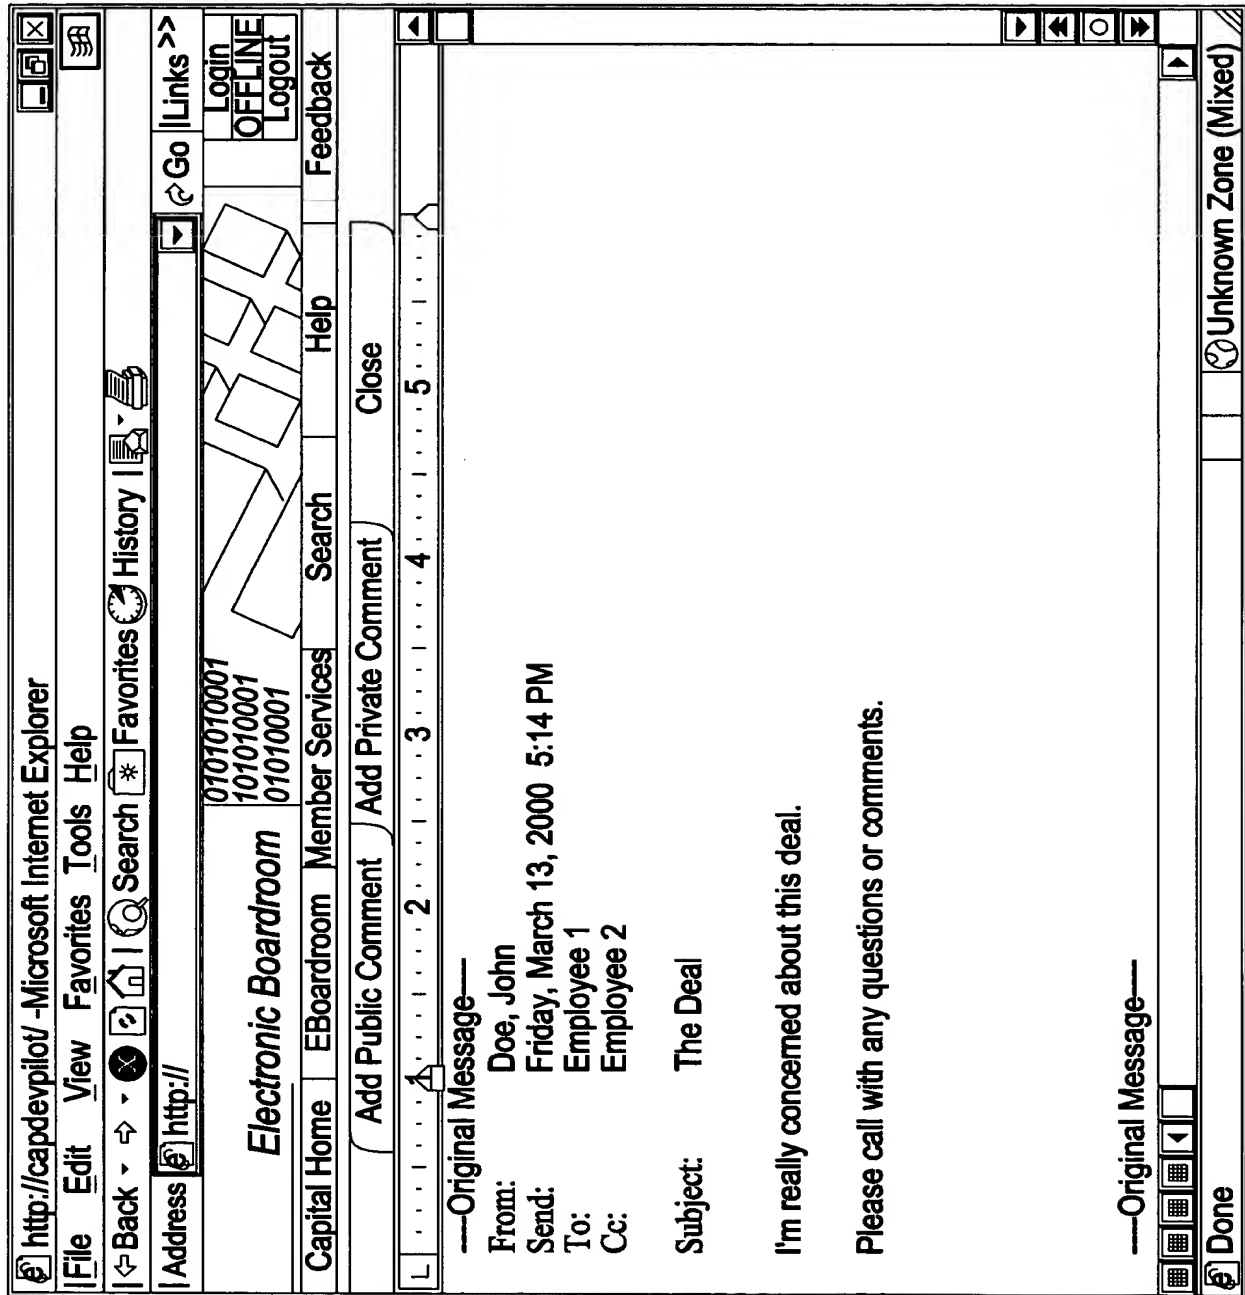 http://capdevpilot/ -Microsoft Internet Explorer
File Edit View Favorites Tools Help
Back Search Favorites History
Address http:// Go Links >>
Electronic Boardroom
010101001
10101001
01010001
Login
OFFLINE
Logout
Capital Home EBoardroom Member Services Search Help Feedback
Add Public Comment Add Private Comment Close
L 1 2 3 4 5
----Original Message----
From: Doe, John
Send: Friday, March 13, 2000 5:14 PM
To: Employee 1
Cc: Employee 2
Subject: The Deal
I'm really concerned about this deal.
Please call with any questions or comments.
----Original Message----
Done Unknown Zone (Mixed)